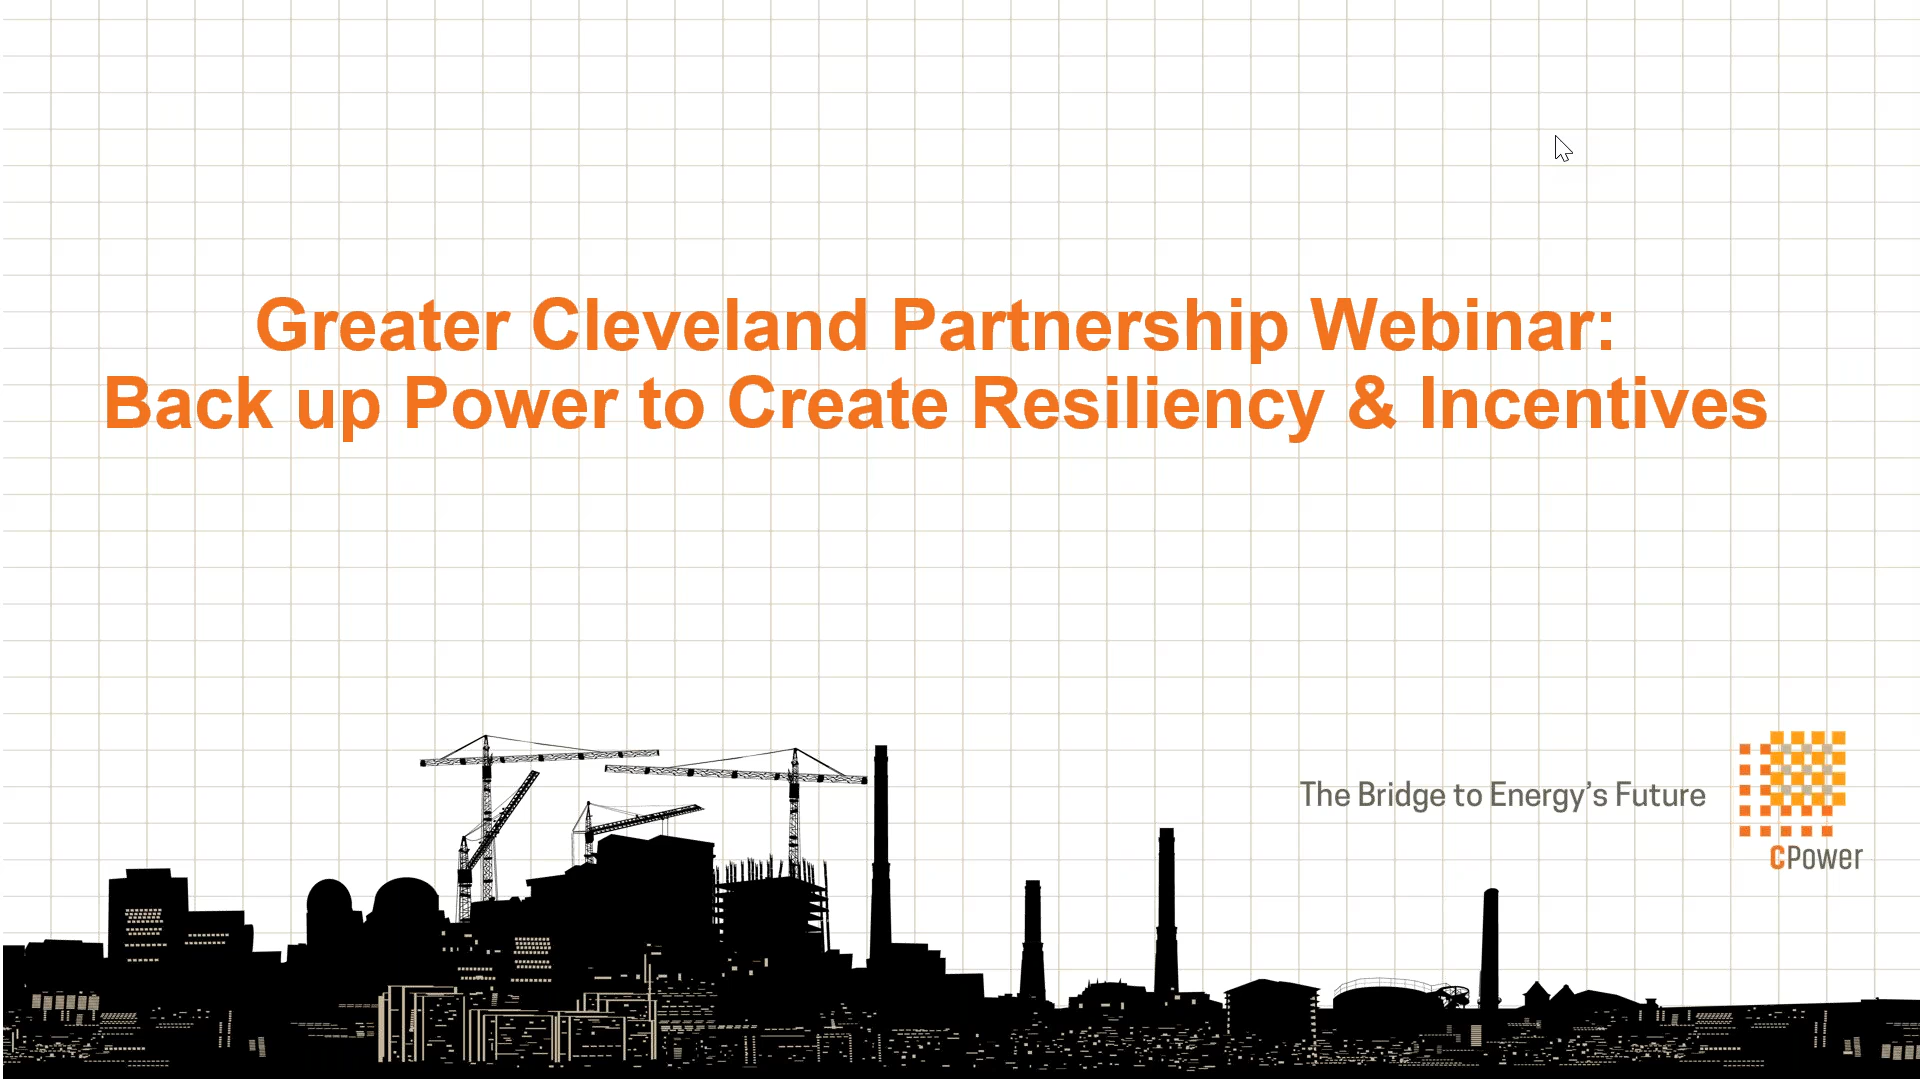 Greater Cleveland Partnership Webinar:
Back up Power to Create Resiliency & Incentives
The Bridge to Energy’s Future
CPower